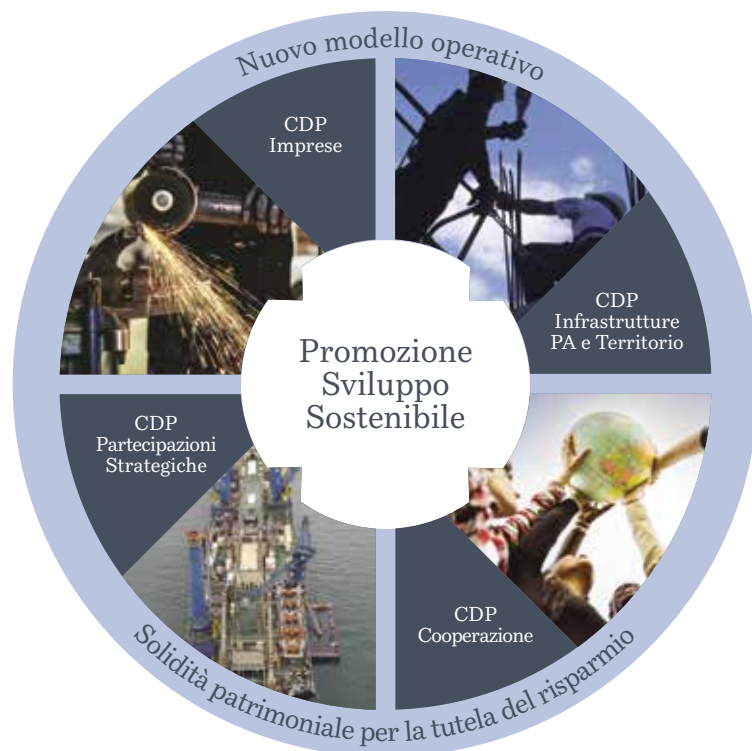 Nuovo modello operativo
CDP
Imprese
CDP
Infrastrutture
PA e Territorio
Promozione
Sviluppo
Sostenibile
CDP
Partecipazioni
Strategiche
CDP
Cooperazione
Solidità patrimoniale per la tutela del risparmio